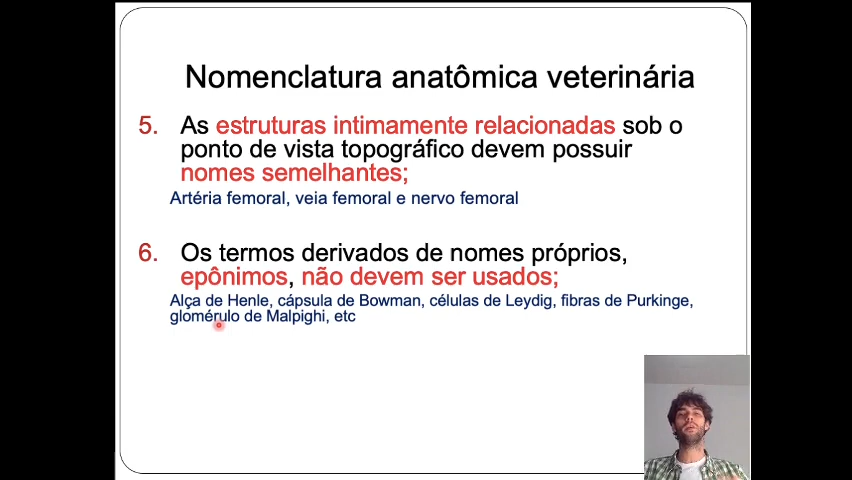 Nomenclatura anatômica veterinária
5. As estruturas intimamente relacionadas sob o
ponto de vista topográfico devem possuir
nomes semelhantes;
Artéria femoral, veia femoral e nervo femoral
6. Os termos derivados de nomes próprios,
epônimos, não devem ser usados;
Alça de Henle, cápsula de Bowman, células de Leydig, fibras de Purkinge,
glomérulo de Malpighi, etc